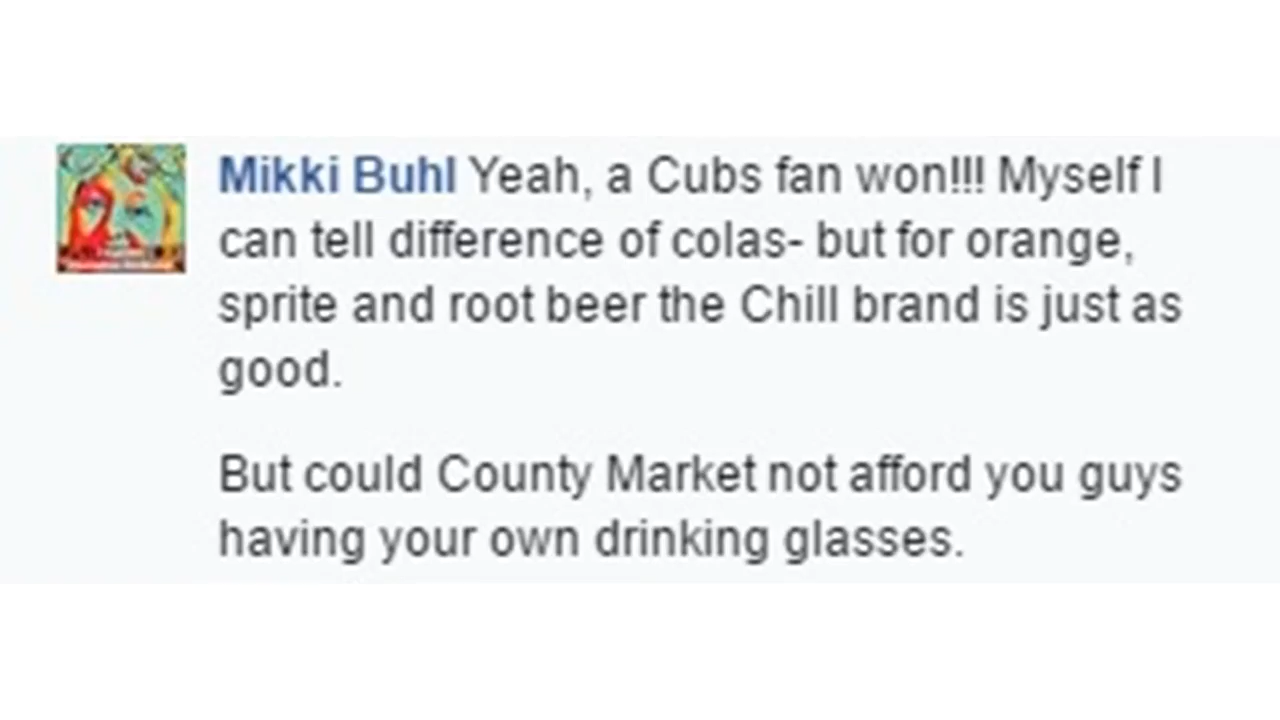 Mikki Buhl Yeah, a Cubs fan won!!! Myself I
can tell difference of colas- but for orange,
sprite and root beer the Chill brand is just as
good.
But could County Market not afford you guys
having your own drinking glasses.